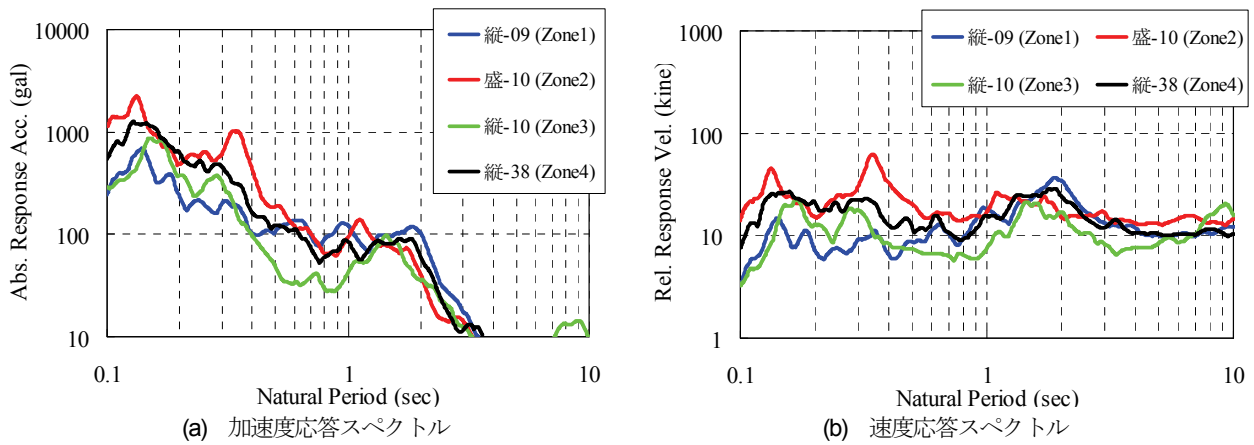 Abs. Response Acc. (gal)
10000
1000
100
10
0.1
1
10
Natural Period (sec)
縦-09 (Zone1)
盛-10 (Zone2)
縦-10 (Zone3)
縦-38 (Zone4)
(a) 加速度応答スペクトル
Rel. Response Vel. (kine)
1000
100
10
1
0.1
1
10
Natural Period (sec)
縦-09 (Zone1) 盛-10 (Zone2)
縦-10 (Zone3) 縦-38 (Zone4)
(b) 速度応答スペクトル